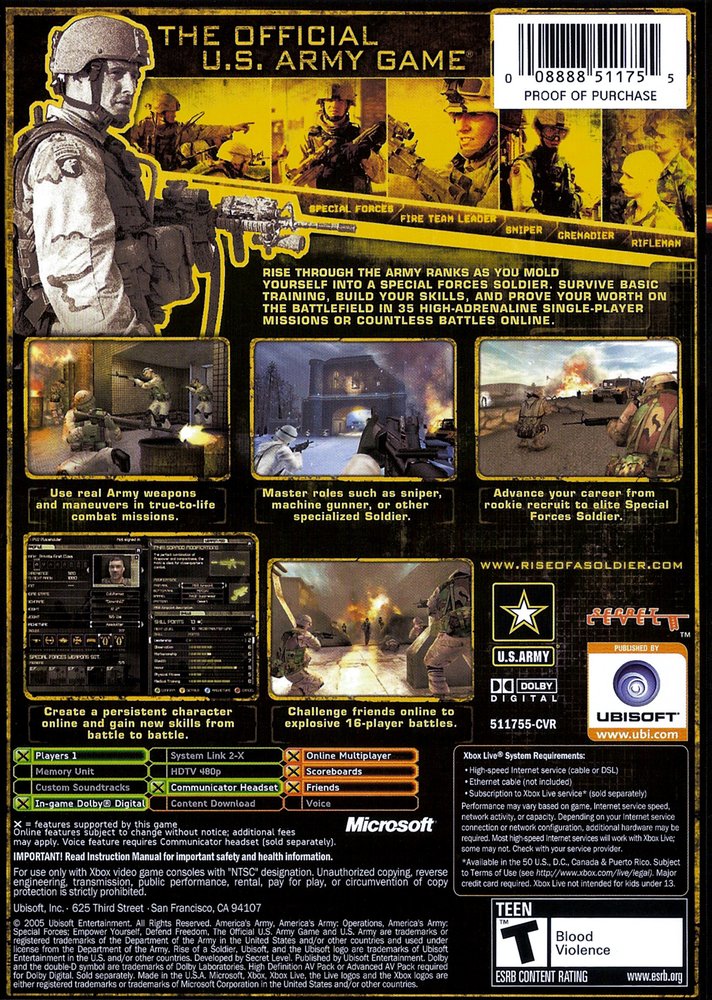 THE OFFICIAL
U.S. ARMY GAME
0 08888 51175 5
PROOF OF PURCHASE
SPECIAL FORCES
FIRE TEAM LEADER
SNIPER
GRENADIER
RIFLEMAN
RISE THROUGH THE ARMY RANKS AS YOU MOLD
YOURSELF INTO A SPECIAL FORCES SOLDIER. SURVIVE BASIC
TRAINING, BUILD YOUR SKILLS, AND PROVE YOUR WORTH ON
THE BATTLEFIELD IN 35 HIGH-ADRENALINE SINGLE-PLAYER
MISSIONS OR COUNTLESS BATTLES ONLINE.
Use real Army weapons
and maneuvers in true-to-life
combat missions.
Master roles such as sniper,
machine gunner, or other
specialized Soldier.
Advance your career from
rookie recruit to elite Special
Forces Soldier.
SKILL POINTS
Create a persistent character
online and gain new skills from
battle to battle.
Challenge friends online to
explosive 16-player battles.
WWW.RISEOFASOLDIER.COM
U.S.ARMY
SECRET LEVEL™
DOLBY
DIGITAL
511755-CVR
PUBLISHED BY
UBISOFT
www.ubi.com
Players 1
Memory Unit
Custom Soundtracks
In-game Dolby® Digital
System Link 2-X
HDTV 480p
Communicator Headset
Content Download
Online Multiplayer
Scoreboards
Friends
Voice
X = features supported by this game
Online features subject to change without notice; additional fees
may apply. Voice feature requires Communicator headset (sold separately).
Microsoft
IMPORTANT! Read Instruction Manual for important safety and health information.
For use only with Xbox video game consoles with "NTSC" designation. Unauthorized copying, reverse
engineering, transmission, public performance, rental, pay for play, or circumvention of copy
protection is strictly prohibited.
Ubisoft, Inc. · 625 Third Street · San Francisco, CA 94107
© 2005 Ubisoft Entertainment. All Rights Reserved. America's Army, America's Army: Operations, America's Army:
Special Forces; Empower Yourself, Defend Freedom, The Official U.S. Army Game and U.S. Army are trademarks or
registered trademarks of the Department of the Army in the United States and/or other countries and used under
license from the Department of the Army. Rise of a Soldier, Ubisoft, and the Ubisoft logo are trademarks of Ubisoft
Entertainment in the U.S. and/or other countries. Developed by Secret Level. Published by Ubisoft Entertainment. Dolby
and the double-D symbol are trademarks of Dolby Laboratories. High Definition AV Pack or Advanced AV Pack required
for Dolby Digital. Sold separately. Made in the U.S.A. Microsoft, Xbox, Xbox Live, the Live logos and the Xbox logos are
either registered trademarks or trademarks of Microsoft Corporation in the United States and/or other countries.
Xbox Live® System Requirements:
• High-speed Internet service (cable or DSL)
• Ethernet cable (not included)
• Subscription to Xbox Live service* (sold separately)
Performance may vary based on game, Internet service speed,
network activity, or capacity. Depending on your Internet service
connection or network configuration, additional hardware may be
required. Most high-speed Internet services will work with Xbox Live;
some may not. Check with your service provider.
*Available in the 50 U.S., D.C., Canada & Puerto Rico. Subject
to Terms of Use (see http://www.xbox.com/live/legal). Major
credit card required. Xbox Live not intended for kids under 13.
TEEN
T
Blood
Violence
ESRB CONTENT RATING www.esrb.org